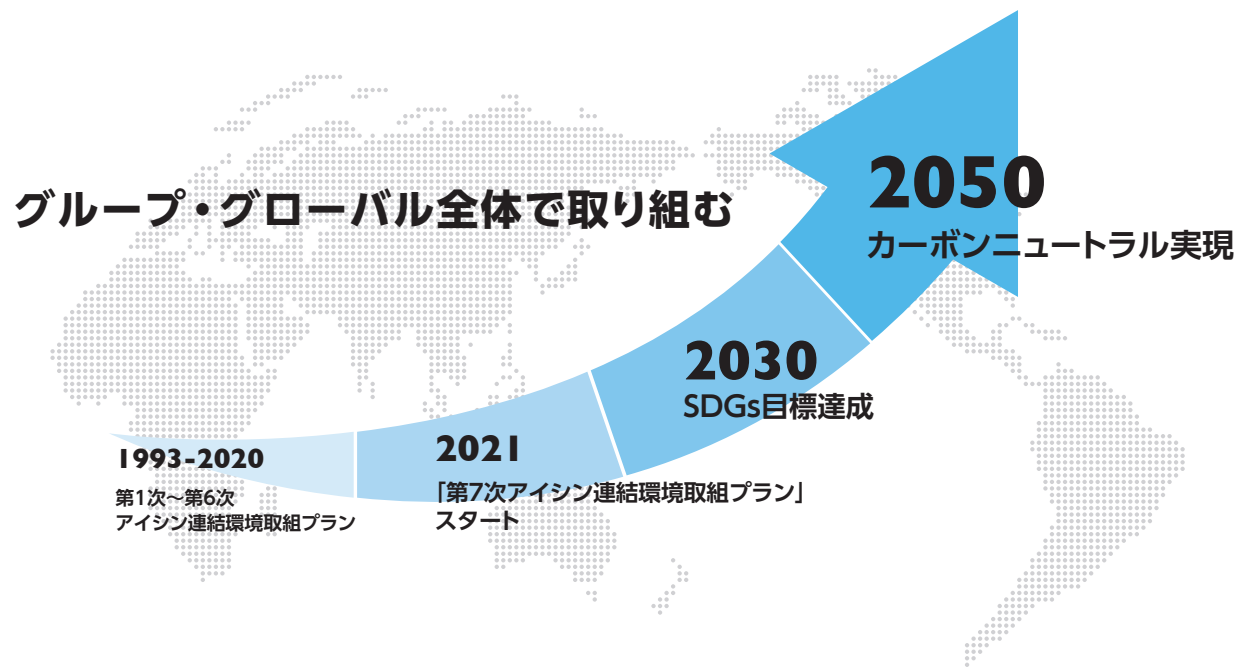 グループ・グローバル全体で取り組む
2050
カーボンニュートラル実現
2030
SDGs目標達成
2021
「第7次アイシン連結環境取組プラン」
スタート
1993-2020
第1次～第6次
アイシン連結環境取組プラン